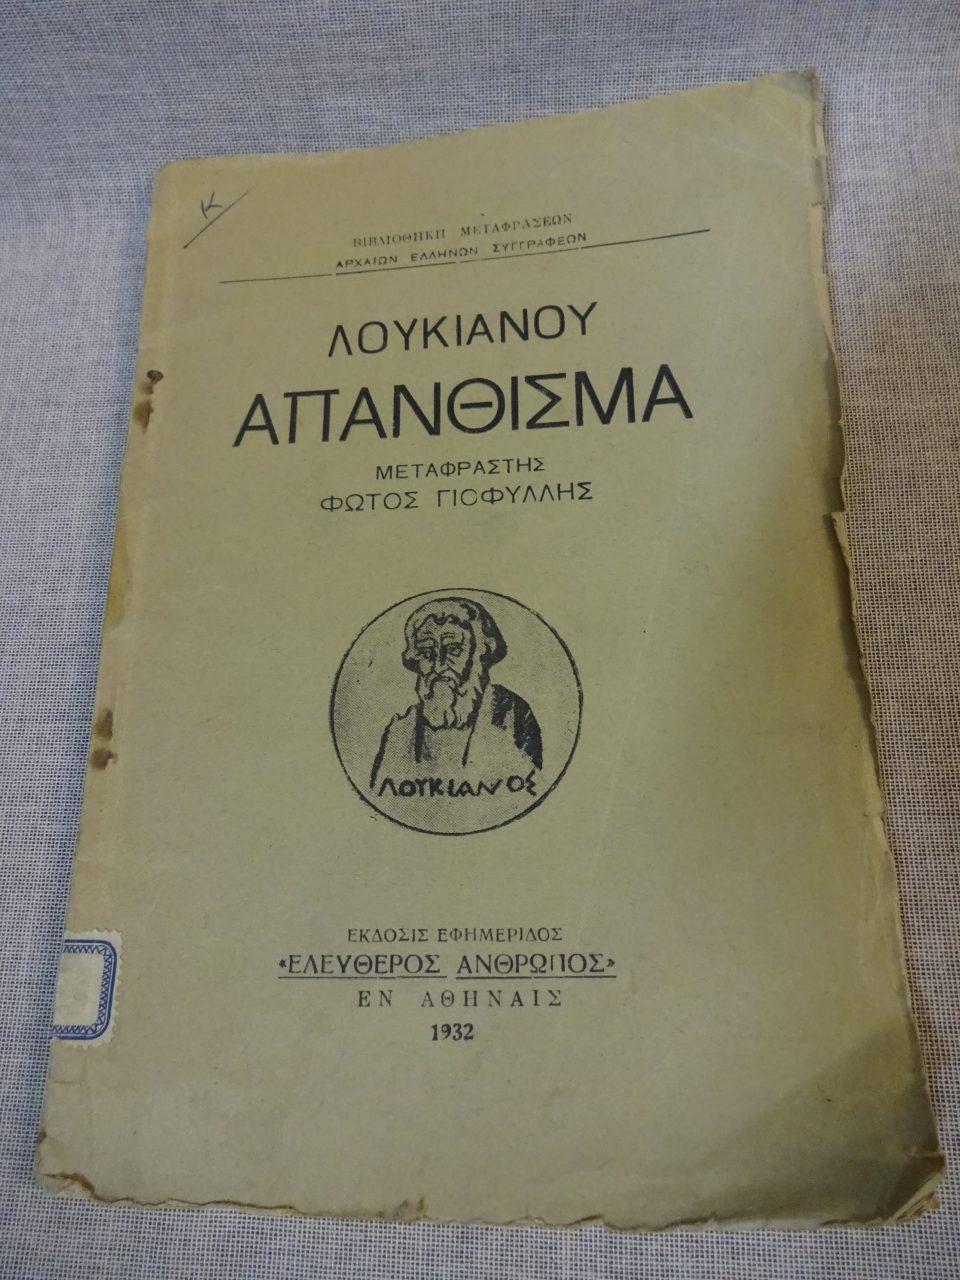 Κ
ΒΙΒΛΙΟΘΗΚΗ ΜΕΤΑΦΡΑΣΕΩΝ
ΑΡΧΑΙΩΝ ΕΛΛΗΝΩΝ ΣΥΓΓΡΑΦΕΩΝ
ΛΟΥΚΙΑΝΟΥ
ΑΠΑΝΘΙΣΜΑ
ΜΕΤΑΦΡΑΣΤΗΣ
ΦΩΤΟΣ ΓΙΟΦΥΛΛΗΣ
ΛΟΥΚΙΑΝΟΣ
ΕΚΔΟΣΙΣ ΕΦΗΜΕΡΙΔΟΣ
«ΕΛΕΥΘΕΡΟΣ ΑΝΘΡΩΠΟΣ»
ΕΝ ΑΘΗΝΑΙΣ
1932